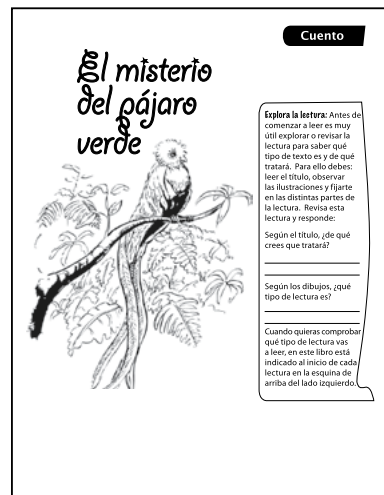 Cuento
El misterio
del pájaro
verde
Explora la lectura: Antes de
comenzar a leer es muy
útil explorar o revisar la
lectura para saber qué
tipo de texto es y de qué
tratará. Para ello debes:
leer el título, observar
las ilustraciones y fijarte
en las distintas partes de
la lectura. Revisa esta
lectura y responde:
Según el título, ¿de qué
crees que tratará?
Según los dibujos, ¿qué
tipo de lectura es?
Cuando quieras comprobar
qué tipo de lectura vas
a leer, en este libro está
indicado al inicio de cada
lectura en la esquina de
arriba del lado izquierdo.